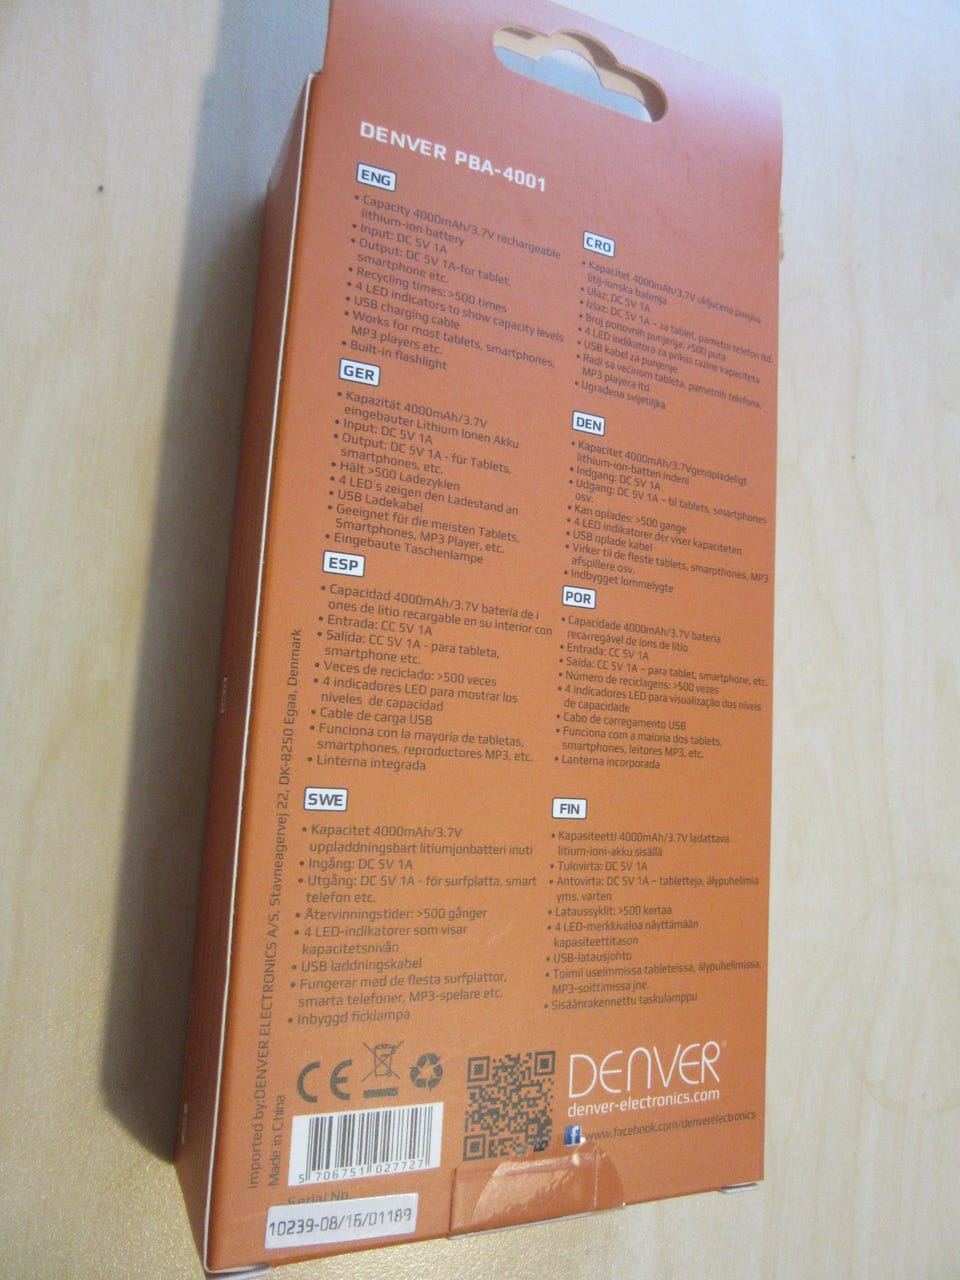 DENVER PBA-4001
ENG
• Capacity 4000mAh/3.7V rechargeable
lithium-ion battery
• Input: DC 5V 1A
• Output: DC 5V 1A-for tablet,
smartphone etc.
• Recycling times: >500 times
• 4 LED indicators to show capacity levels
• USB charging cable
• Works for most tablets, smartphones,
MP3 players etc.
• Built-in flashlight
GER
• Kapazität 4000mAh/3.7V
eingebauter Lithium Ionen Akku
• Input: DC 5V 1A
• Output: DC 5V 1A - für Tablets,
smartphones, etc.
• Hält >500 Ladezyklen
• 4 LED´s zeigen den Ladestand an
• USB Ladekabel
• Geeignet für die meisten Tablets,
Smartphones, MP3 Player, etc.
• Eingebaute Taschenlampe
ESP
• Capacidad 4000mAh/3.7V batería de i
ones de litio recargable en su interior con
• Entrada: CC 5V 1A
• Salida: CC 5V 1A - para tableta,
smartphone etc.
• Veces de reciclado: >500 veces
• 4 indicadores LED para mostrar los
niveles de capacidad
• Cable de carga USB
• Funciona con la mayoría de tabletas,
smartphones, reproductores MP3, etc.
• Linterna integrada
SWE
• Kapacitet 4000mAh/3.7V
uppladdningsbart litiumjonbatteri inuti
• Ingång: DC 5V 1A
• Utgång: DC 5V 1A - för surfplatta, smart
telefon etc.
• Återvinningstider: >500 gånger
• 4 LED-indikatorer som visar
kapacitetsnivån
• USB laddningskabel
• Fungerar med de flesta surfplattor,
smarta telefoner, MP3-spelare etc.
• Inbyggd ficklampa
CRO
• Kapacitet 4000mAh/3.7V uključena punjiva
litij-ionska baterija
• Ulaz: DC 5V 1A
• Izlaz: DC 5V 1A – za tablet, pametni telefon itd.
• Broj ponovnih punjenja: >500 puta
• 4 LED indikatora za prikaz razine kapaciteta
• USB kabel za punjenje
• Radi sa većinom tableta, pametnih telefona,
MP3 playera itd.
• Ugrađena svijetiljka
DEN
• Kapacitet 4000mAh/3.7Vgenopladeligt
lithium-ion-batteri indeni
• Indgang: DC 5V 1A
• Udgang: DC 5V 1A – til tablets, smartphones
osv.
• Kan oplades: >500 gange
• 4 LED indikatorer der viser kapaciteten
• USB oplade kabel
• Virker til de fleste tablets, smarpthones, MP3
afspillere osv.
• Indbygget lommelygte
POR
• Capacidade 4000mAh/3.7V bateria
recarregável de íons de lítio
• Entrada: CC 5V 1A
• Saída: CC 5V 1A – para tablet, smartphone, etc.
• Número de reciclagens: >500 vezes
• 4 indicadores LED para visualização dos níveis
de capacidade
• Cabo de carregamento USB
• Funciona com a maioria dos tablets,
smartphones, leitores MP3, etc.
• Lanterna incorporada
FIN
• Kapasiteetti 4000mAh/3.7V ladattava
litium-ioni-akku sisällä
• Tulovirta: DC 5V 1A
• Antovirta: DC 5V 1A – tabletteja, älypuhelimia
yms. varten
• Lataussyklit: >500 kertaa
• 4 LED-merkkivaloa näyttämään
kapasiteettitason
• USB-latausjohto
• Toimii useimmissa tableteissa, älypuhelimissa,
MP3-soittimissa jne.
• Sisäänrakennettu taskulamppu
imported by:DENVER ELECTRONICS A/S, Stavneagervej 22, DK-8250 Egaa, Denmark
Made in China
CE
DENVER®
denver-electronics.com
f www.facebook.com/denverelectronics
5 706751 027727
Serial No.
10239-08/16/01189